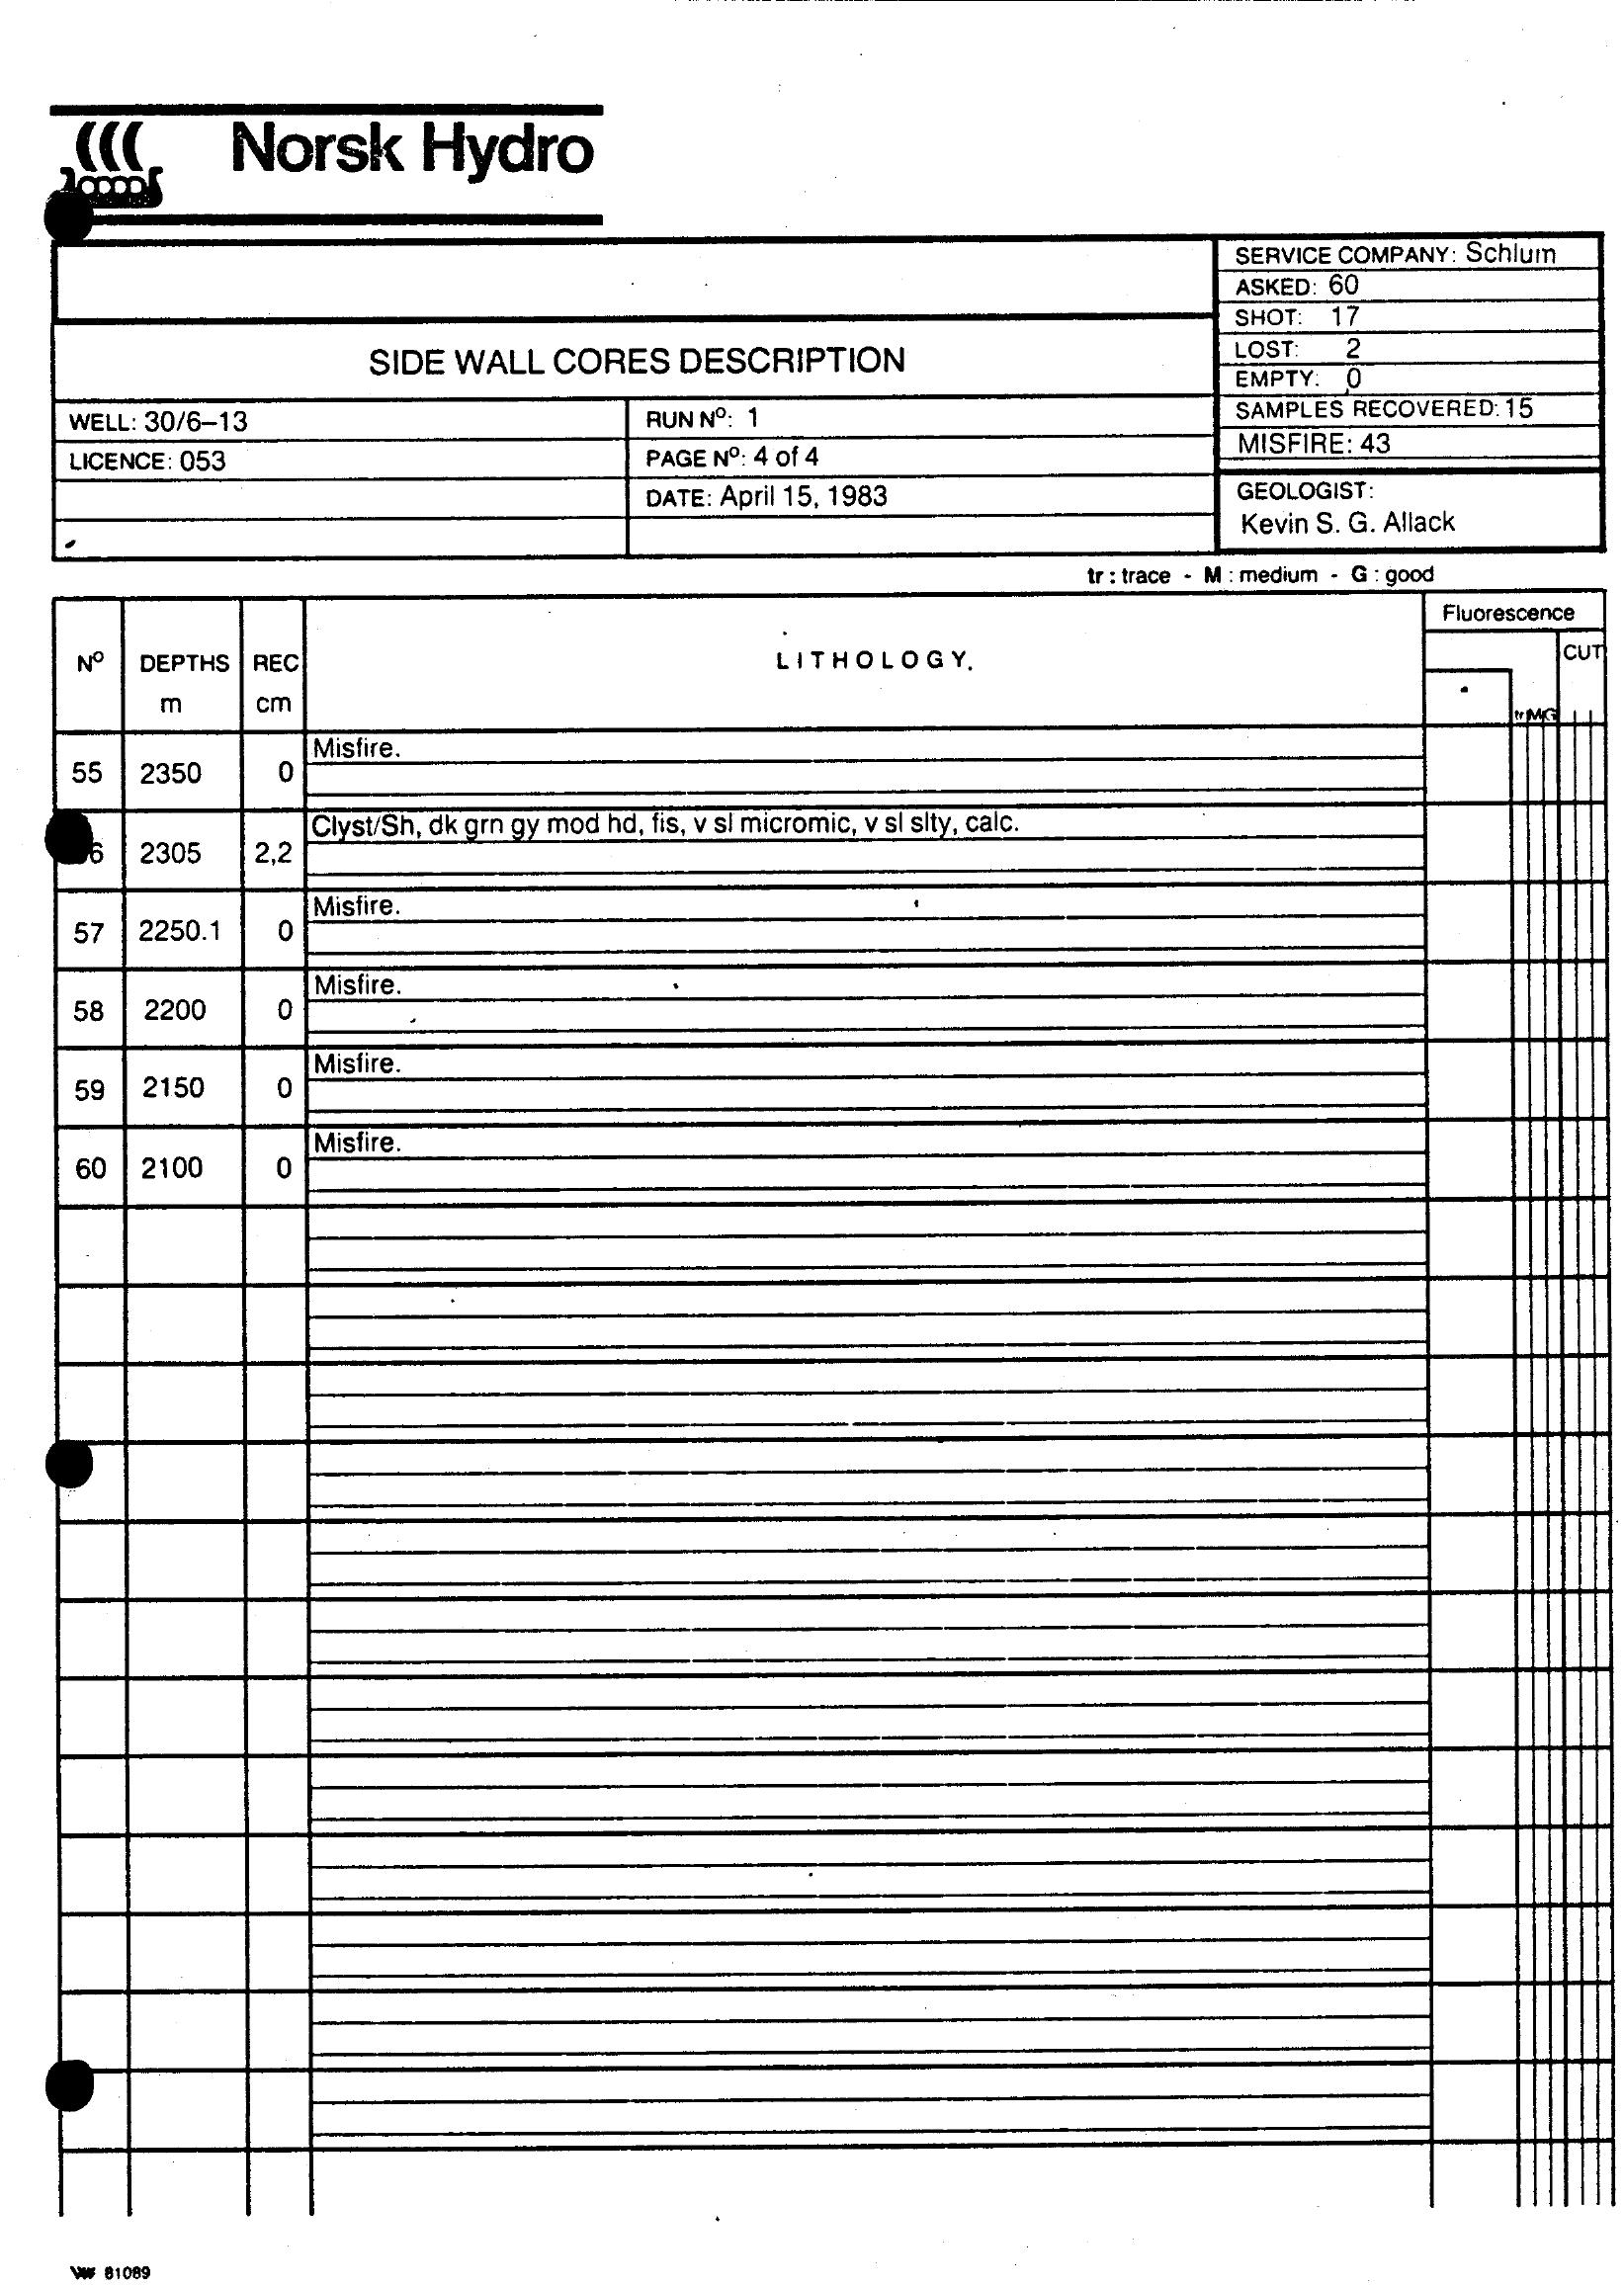 Norsk Hydro
SERVICE COMPANY: Schlum
ASKED: 60
SHOT: 17
LOST: 2
EMPTY: 0
SAMPLES RECOVERED: 15
MISFIRE: 43
GEOLOGIST:
Kevin S. G. Allack
SIDE WALL CORES DESCRIPTION
WELL: 30/6-13
RUN Nº: 1
LICENCE: 053
PAGE Nº: 4 of 4
DATE: April 15, 1983
tr : trace - M : medium - G : good
Nº DEPTHS m REC cm LITHOLOGY. Fluorescence CUT
tr M G
55 2350 0 Misfire.
6 2305 2,2 Clyst/Sh, dk grn gy mod hd, fis, v sl micromic, v sl slty, calc.
57 2250.1 0 Misfire.
58 2200 0 Misfire.
59 2150 0 Misfire.
60 2100 0 Misfire.
81089